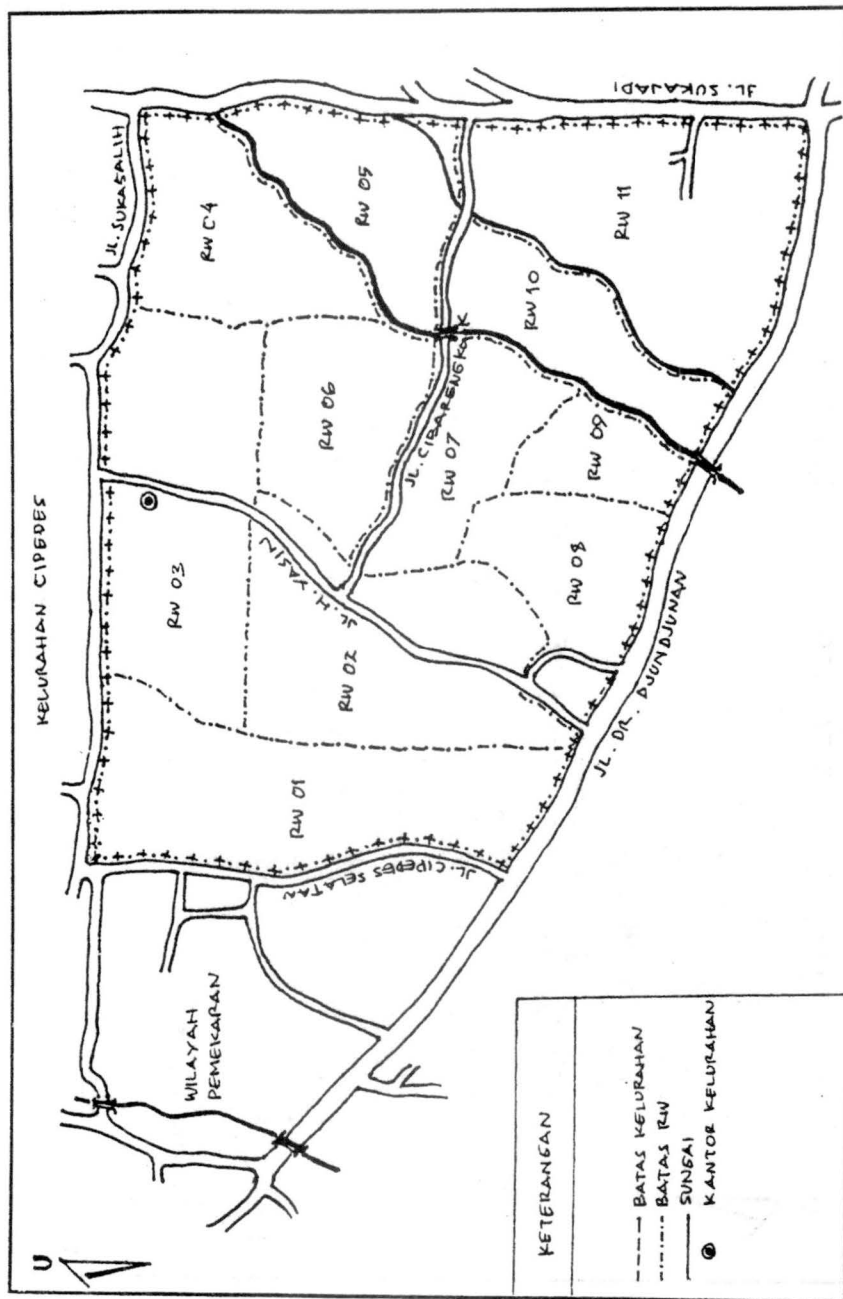 U
KELURAHAN CIPEDES
JL. SUKAGALIH
WILAYAH
PEMEKARAN
RW 01
RW 02
RW 03
RW 04
RW 05
RW 06
RW 07
RW 08
RW 09
RW 10
RW 11
JL. CIPEDES SELATAN
JL. H. YASIN
JL. CIBARENGKOK
JL. DR. DJUNDJUNAN
JL. SUKAJADI
KETERANGAN
BATAS KELURAHAN
BATAS RW
SUNGAI
KANTOR KELURAHAN